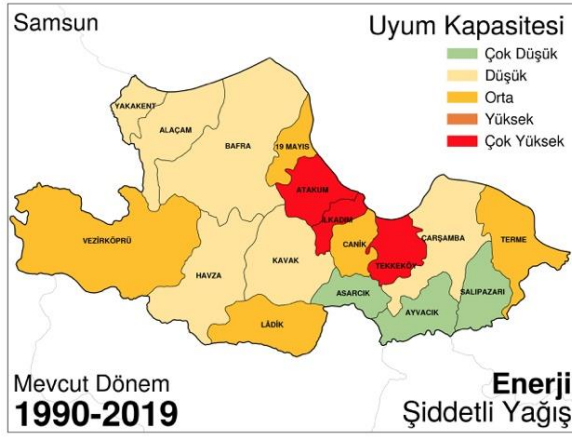 Samsun
Uyum Kapasitesi
Çok Düşük
Düşük
Orta
Yüksek
Çok Yüksek
YAKAKENT
ALAÇAM
BAFRA
19 MAYIS
ATAKUM
İLKADIM
CANİK
TEKKEKÖY
ÇARŞAMBA
TERME
VEZİRKÖPRÜ
HAVZA
KAVAK
ASARCIK
SALIPAZARI
AYVACIK
LÂDİK
Mevcut Dönem
1990-2019
Enerji
Şiddetli Yağış